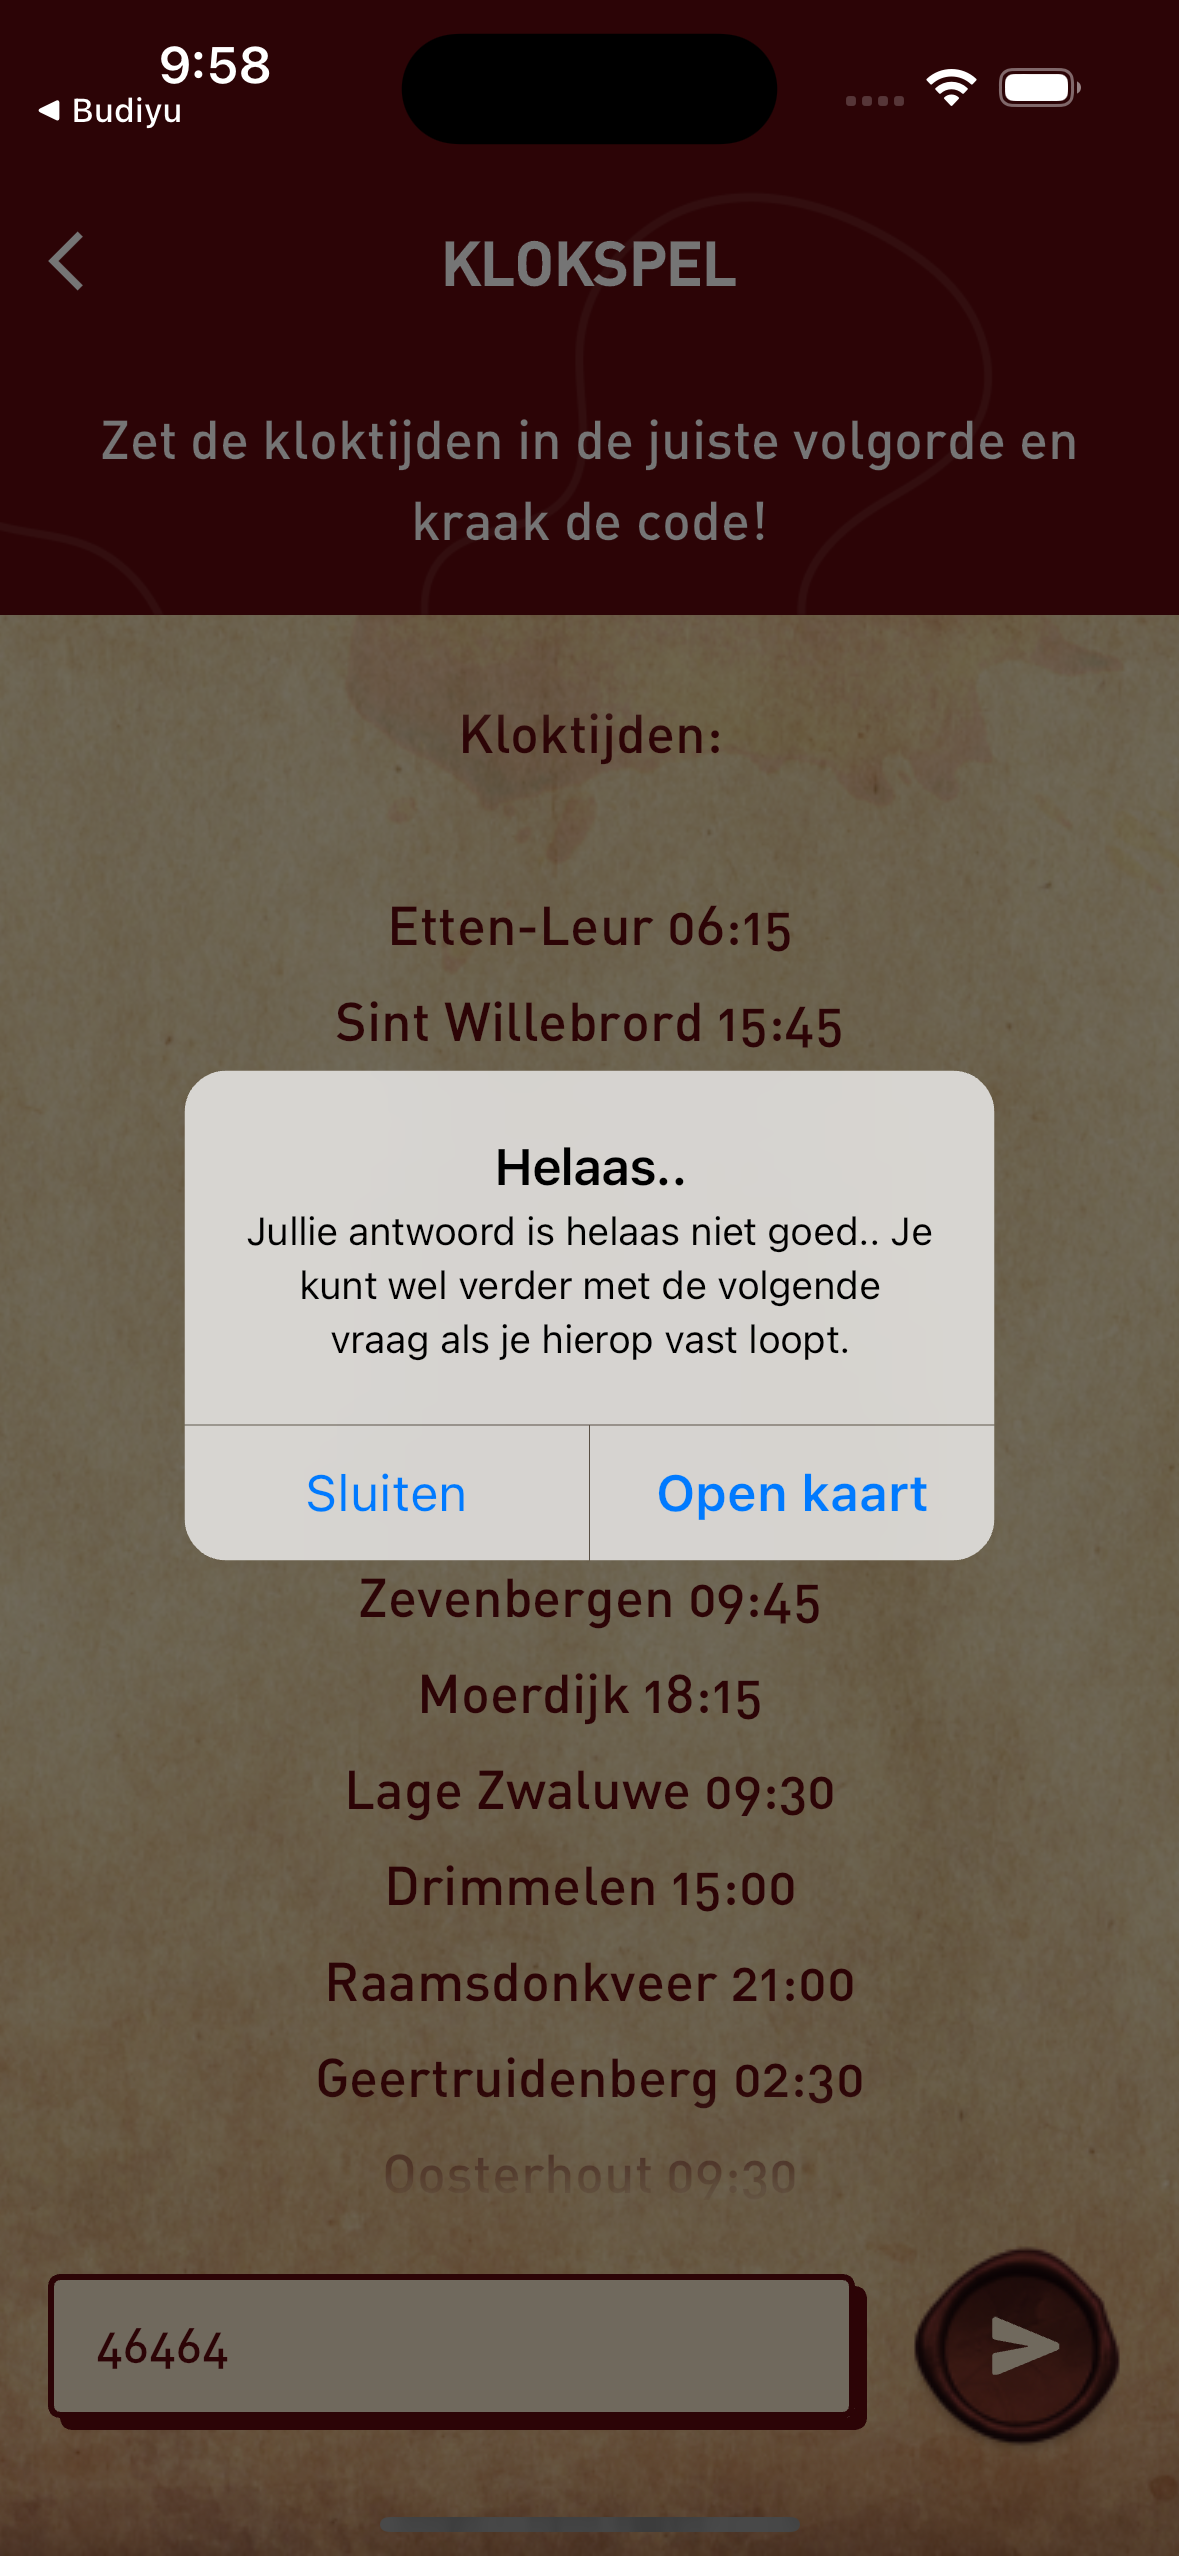 9:58
Budiyu
KLOKSPEL
Zet de kloktijden in de juiste volgorde en
kraak de code!
Kloktijden:
Etten-Leur 06:15
Sint Willebrord 15:45
Helaas..
Jullie antwoord is helaas niet goed.. Je
kunt wel verder met de volgende
vraag als je hierop vast loopt.
Sluiten
Open kaart
Zevenbergen 09:45
Moerdijk 18:15
Lage Zwaluwe 09:30
Drimmelen 15:00
Raamsdonkveer 21:00
Geertruidenberg 02:30
Oosterhout 09:30
46464